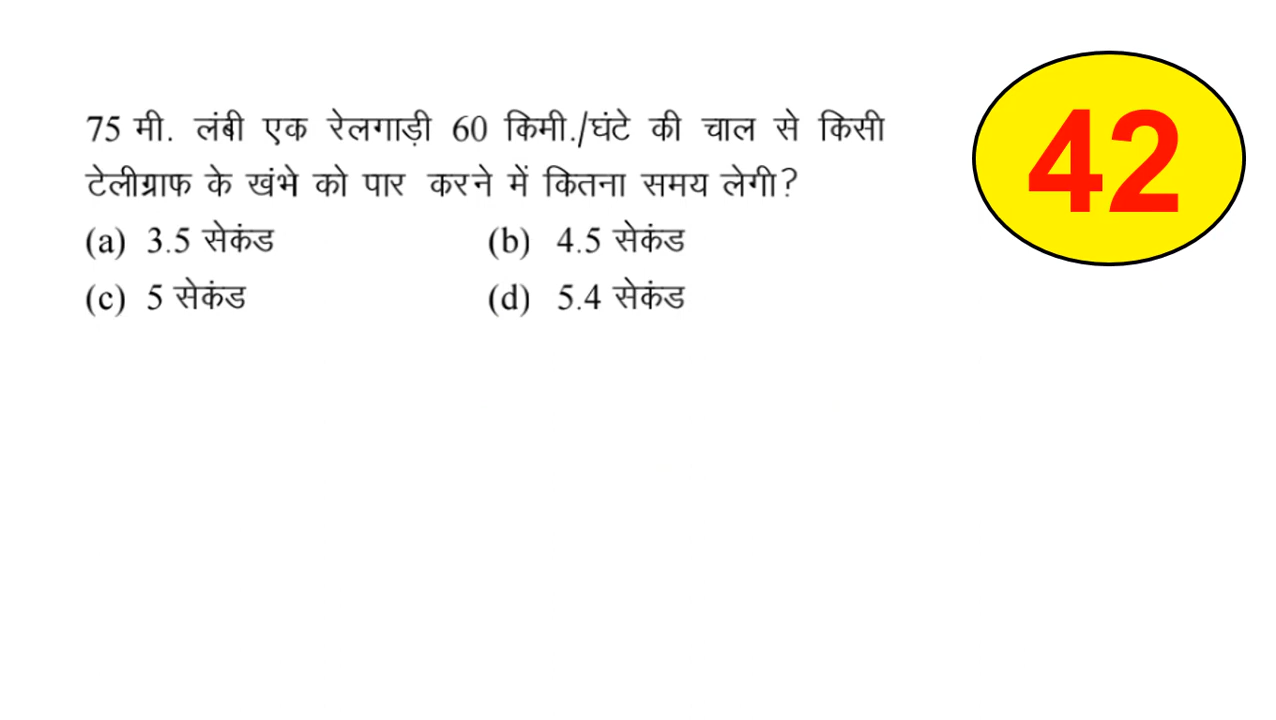 75 मी. लंबी एक रेलगाड़ी 60 किमी./घंटे की चाल से किसी
टेलीग्राफ के खंभे को पार करने में कितना समय लेगी?
(a) 3.5 सेकंड (b) 4.5 सेकंड
(c) 5 सेकंड (d) 5.4 सेकंड
42